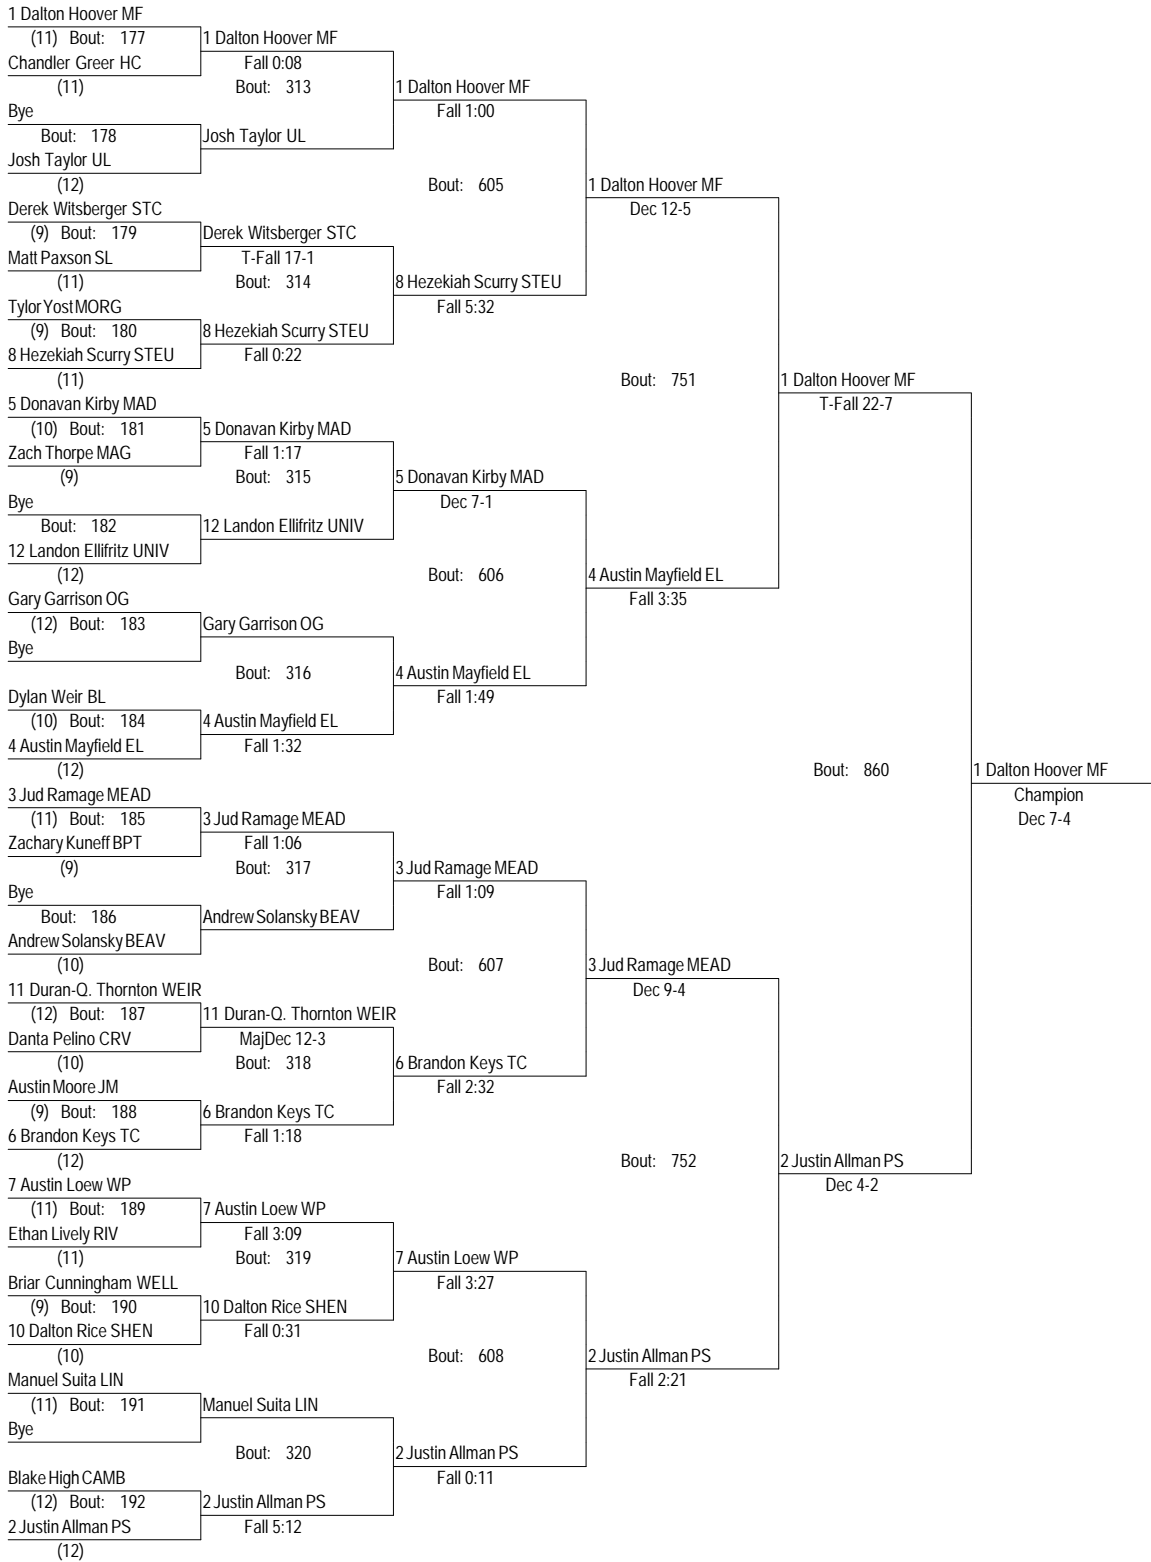 1 Dalton Hoover MF
(11) Bout: 177
1 Dalton Hoover MF
Chandler Greer HC
Fall 0:08
(11)
Bout: 313
1 Dalton Hoover MF
Bye
Fall 1:00
Bout: 178
Josh Taylor UL
Josh Taylor UL
(12)
Bout: 605
1 Dalton Hoover MF
Derek Witsberger STC
Dec 12-5
(9) Bout: 179
Derek Witsberger STC
Matt Paxson SL
T-Fall 17-1
(11)
Bout: 314
8 Hezekiah Scurry STEU
Tylor Yost MORG
Fall 5:32
(9) Bout: 180
8 Hezekiah Scurry STEU
8 Hezekiah Scurry STEU
Fall 0:22
(11)
Bout: 751
1 Dalton Hoover MF
5 Donavan Kirby MAD
T-Fall 22-7
(10) Bout: 181
5 Donavan Kirby MAD
Zach Thorpe MAG
Fall 1:17
(9)
Bout: 315
5 Donavan Kirby MAD
Bye
Dec 7-1
Bout: 182
12 Landon Ellifritz UNIV
12 Landon Ellifritz UNIV
(12)
Bout: 606
4 Austin Mayfield EL
Gary Garrison OG
Fall 3:35
(12) Bout: 183
Gary Garrison OG
Bye
Bout: 316
4 Austin Mayfield EL
Dylan Weir BL
Fall 1:49
(10) Bout: 184
4 Austin Mayfield EL
4 Austin Mayfield EL
Fall 1:32
(12)
Bout: 860
1 Dalton Hoover MF
3 Jud Ramage MEAD
Champion
(11) Bout: 185
3 Jud Ramage MEAD
Dec 7-4
Zachary Kuneff BPT
Fall 1:06
(9)
Bout: 317
3 Jud Ramage MEAD
Bye
Fall 1:09
Bout: 186
Andrew Solansky BEAV
Andrew Solansky BEAV
(10)
Bout: 607
3 Jud Ramage MEAD
11 Duran-Q. Thornton WEIR
Dec 9-4
(12) Bout: 187
11 Duran-Q. Thornton WEIR
Danta Pelino CRV
MajDec 12-3
(10)
Bout: 318
6 Brandon Keys TC
Austin Moore JM
Fall 2:32
(9) Bout: 188
6 Brandon Keys TC
6 Brandon Keys TC
Fall 1:18
(12)
Bout: 752
2 Justin Allman PS
7 Austin Loew WP
Dec 4-2
(11) Bout: 189
7 Austin Loew WP
Ethan Lively RIV
Fall 3:09
(11)
Bout: 319
7 Austin Loew WP
Briar Cunningham WELL
Fall 3:27
(9) Bout: 190
10 Dalton Rice SHEN
10 Dalton Rice SHEN
Fall 0:31
(10)
Bout: 608
2 Justin Allman PS
Manuel Suita LIN
Fall 2:21
(11) Bout: 191
Manuel Suita LIN
Bye
Bout: 320
2 Justin Allman PS
Blake High CAMB
Fall 0:11
(12) Bout: 192
2 Justin Allman PS
2 Justin Allman PS
Fall 5:12
(12)